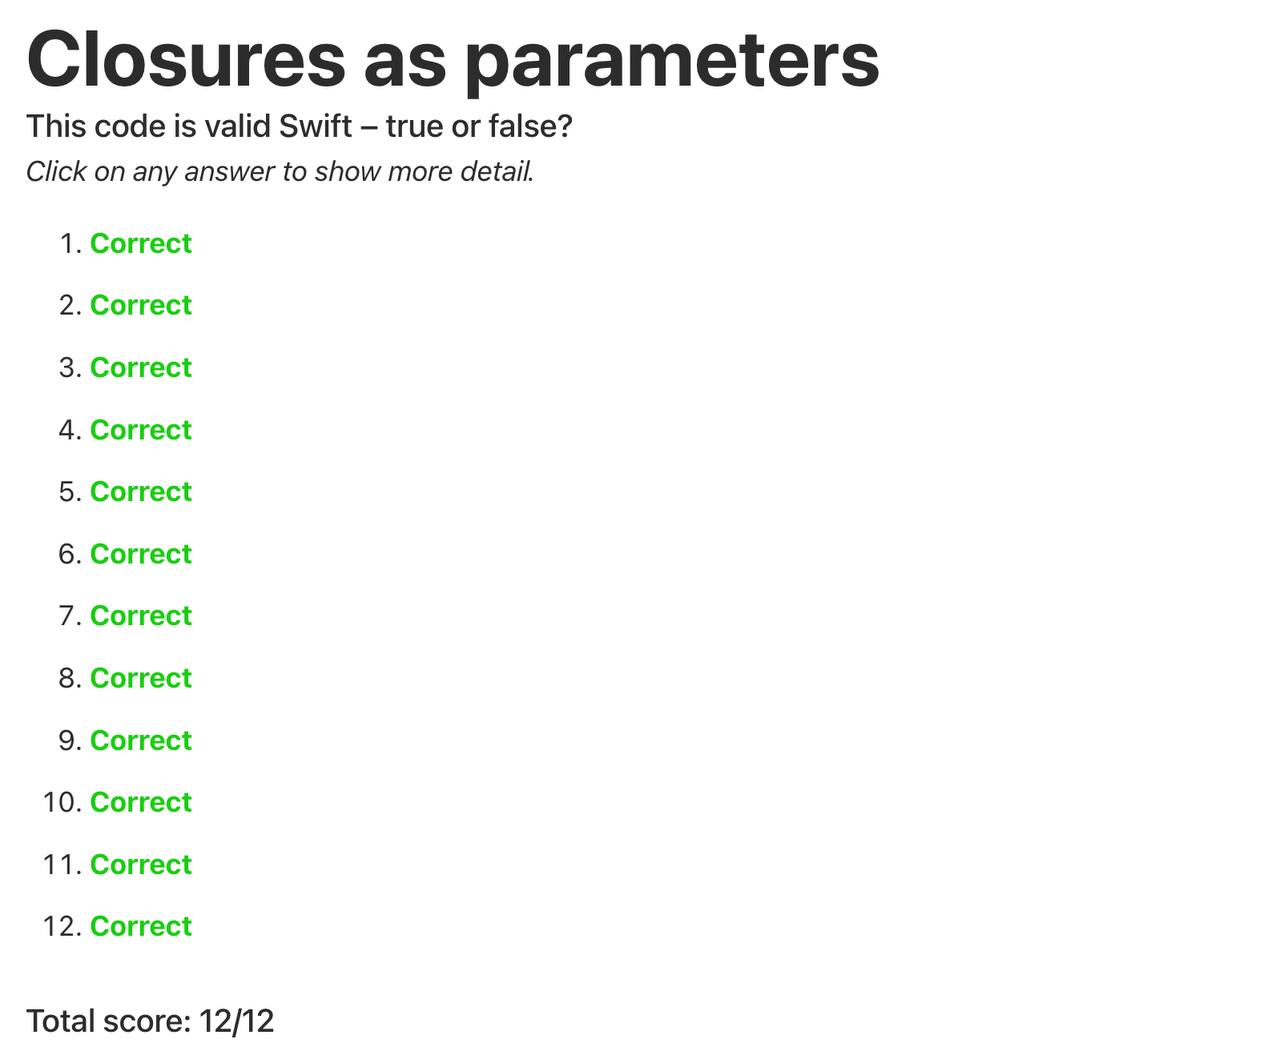 Closures as parameters
This code is valid Swift – true or false?
Click on any answer to show more detail.
1. Correct
2. Correct
3. Correct
4. Correct
5. Correct
6. Correct
7. Correct
8. Correct
9. Correct
10. Correct
11. Correct
12. Correct
Total score: 12/12